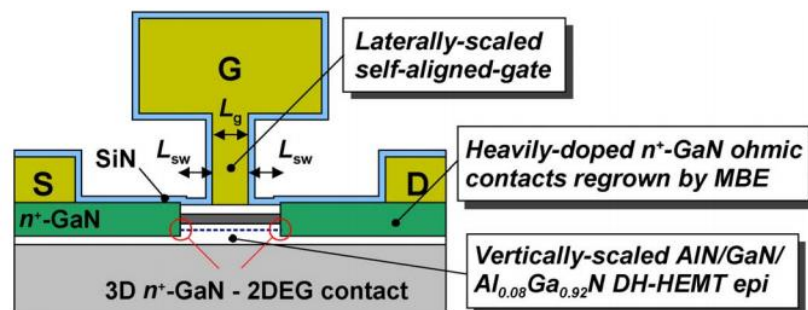 G
Laterally-scaled
self-aligned-gate
Lg
Lsw
Lsw
SiN
Heavily-doped n+-GaN ohmic
contacts regrown by MBE
S
D
n+-GaN
Vertically-scaled AlN/GaN/
Al0.08Ga0.92N DH-HEMT epi
3D n+-GaN - 2DEG contact